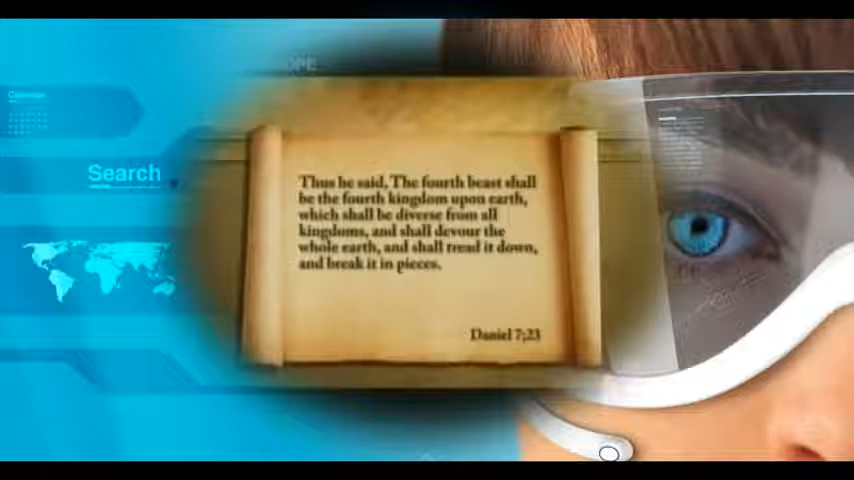 OPE
Calendar
Search
Thus he said, The fourth beast shall
be the fourth kingdom upon earth,
which shall be diverse from all
kingdoms, and shall devour the
whole earth, and shall tread it down,
and break it in pieces.
Daniel 7;23